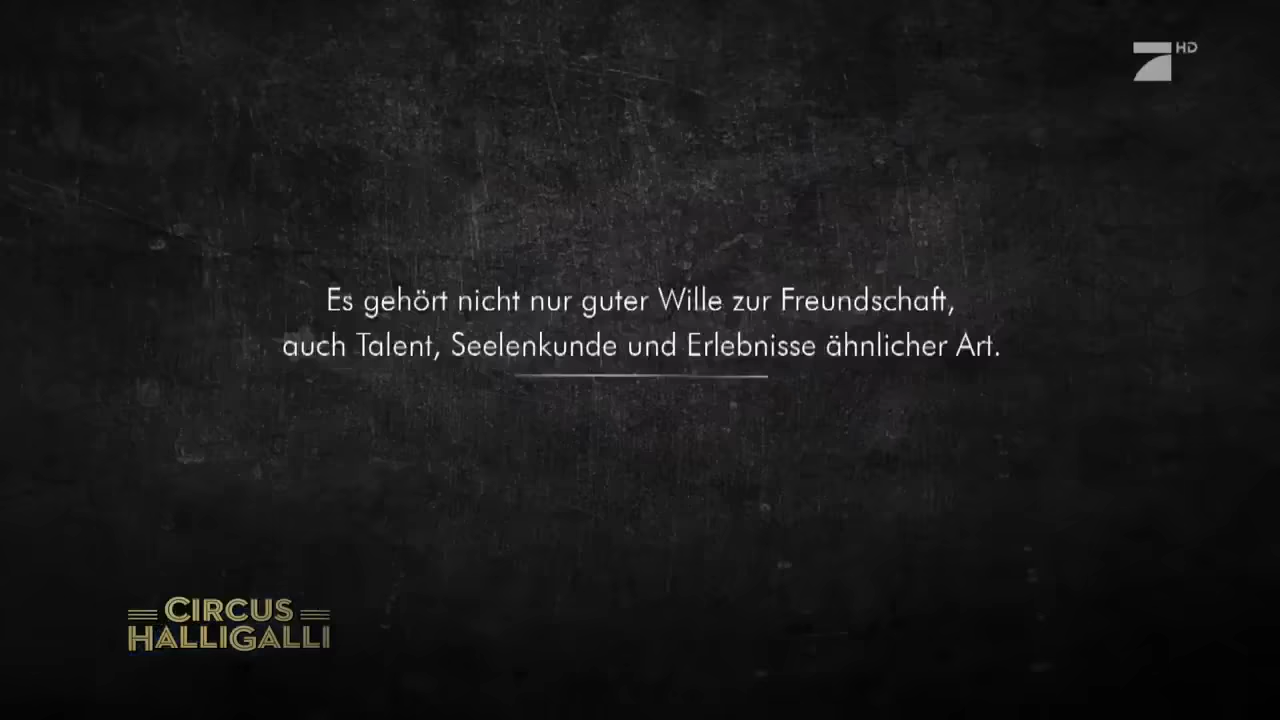 HD
Es gehört nicht nur guter Wille zur Freundschaft,
auch Talent, Seelenkunde und Erlebnisse ähnlicher Art.
CIRCUS
HALLIGALLI